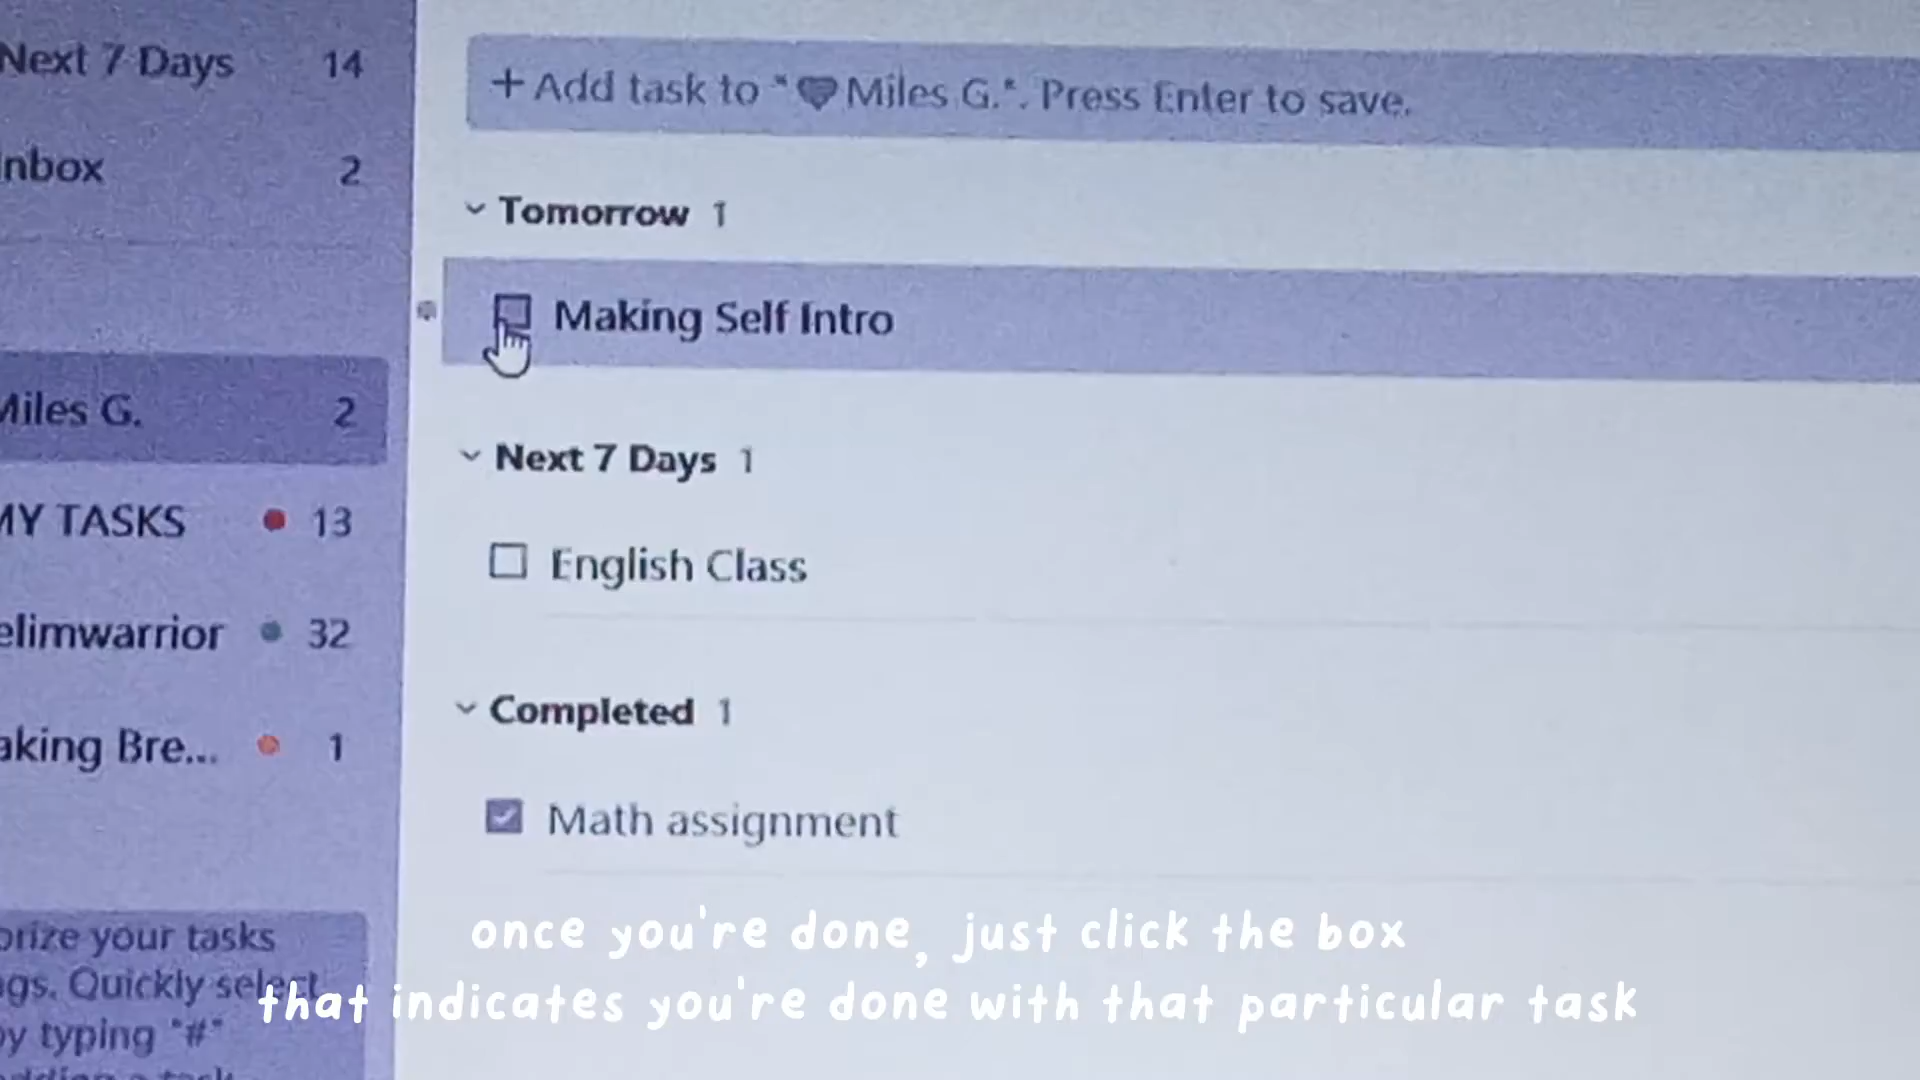 Next 7 Days 14
nbox 2
Miles G. 2
MY TASKS 13
elimwarrior 32
aking Bre... 1
orize your tasks
ngs. Quickly select
by typing "#"
+ Add task to "💜Miles G.". Press Enter to save.
Tomorrow 1
Making Self Intro
Next 7 Days 1
English Class
Completed 1
Math assignment
once you're done, just click the box
that indicates you're done with that particular task